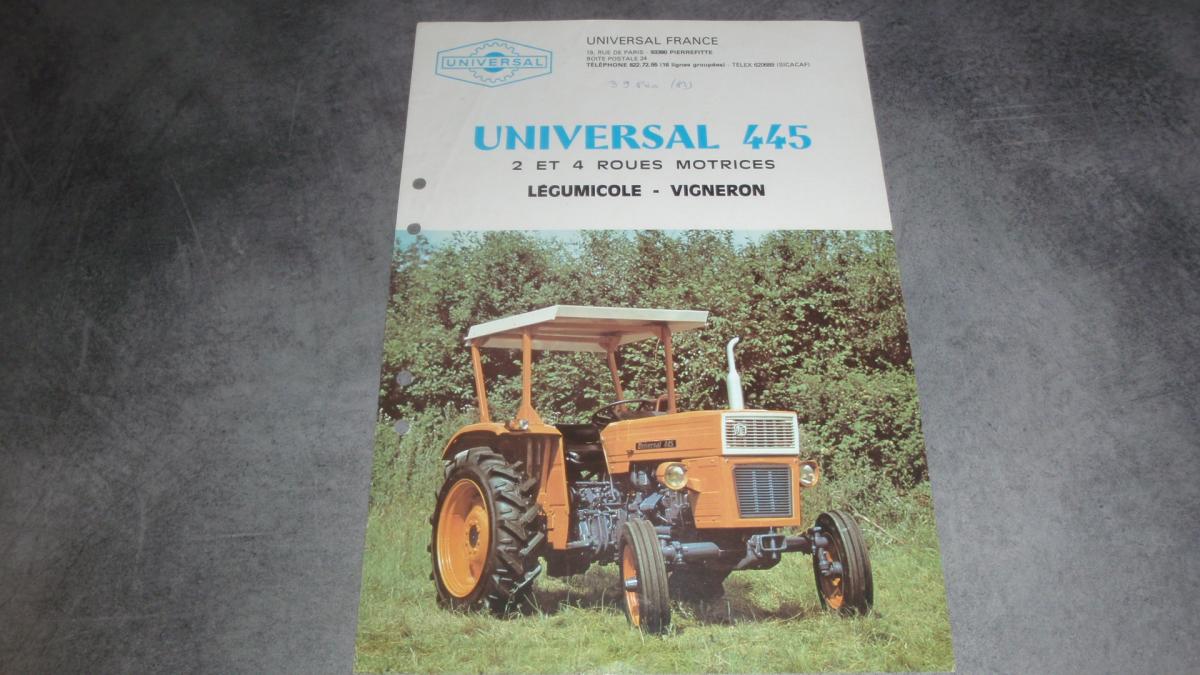 UNIVERSAL
UNIVERSAL FRANCE
19, RUE DE PARIS - 93380 PIERREFITTE
BOITE POSTALE 24
TÉLÉPHONE 822.72.95 (16 lignes groupées) - TELEX 620689 (SICACAF)
UNIVERSAL 445
2 ET 4 ROUES MOTRICES
LÉGUMICOLE - VIGNERON
Universal 445